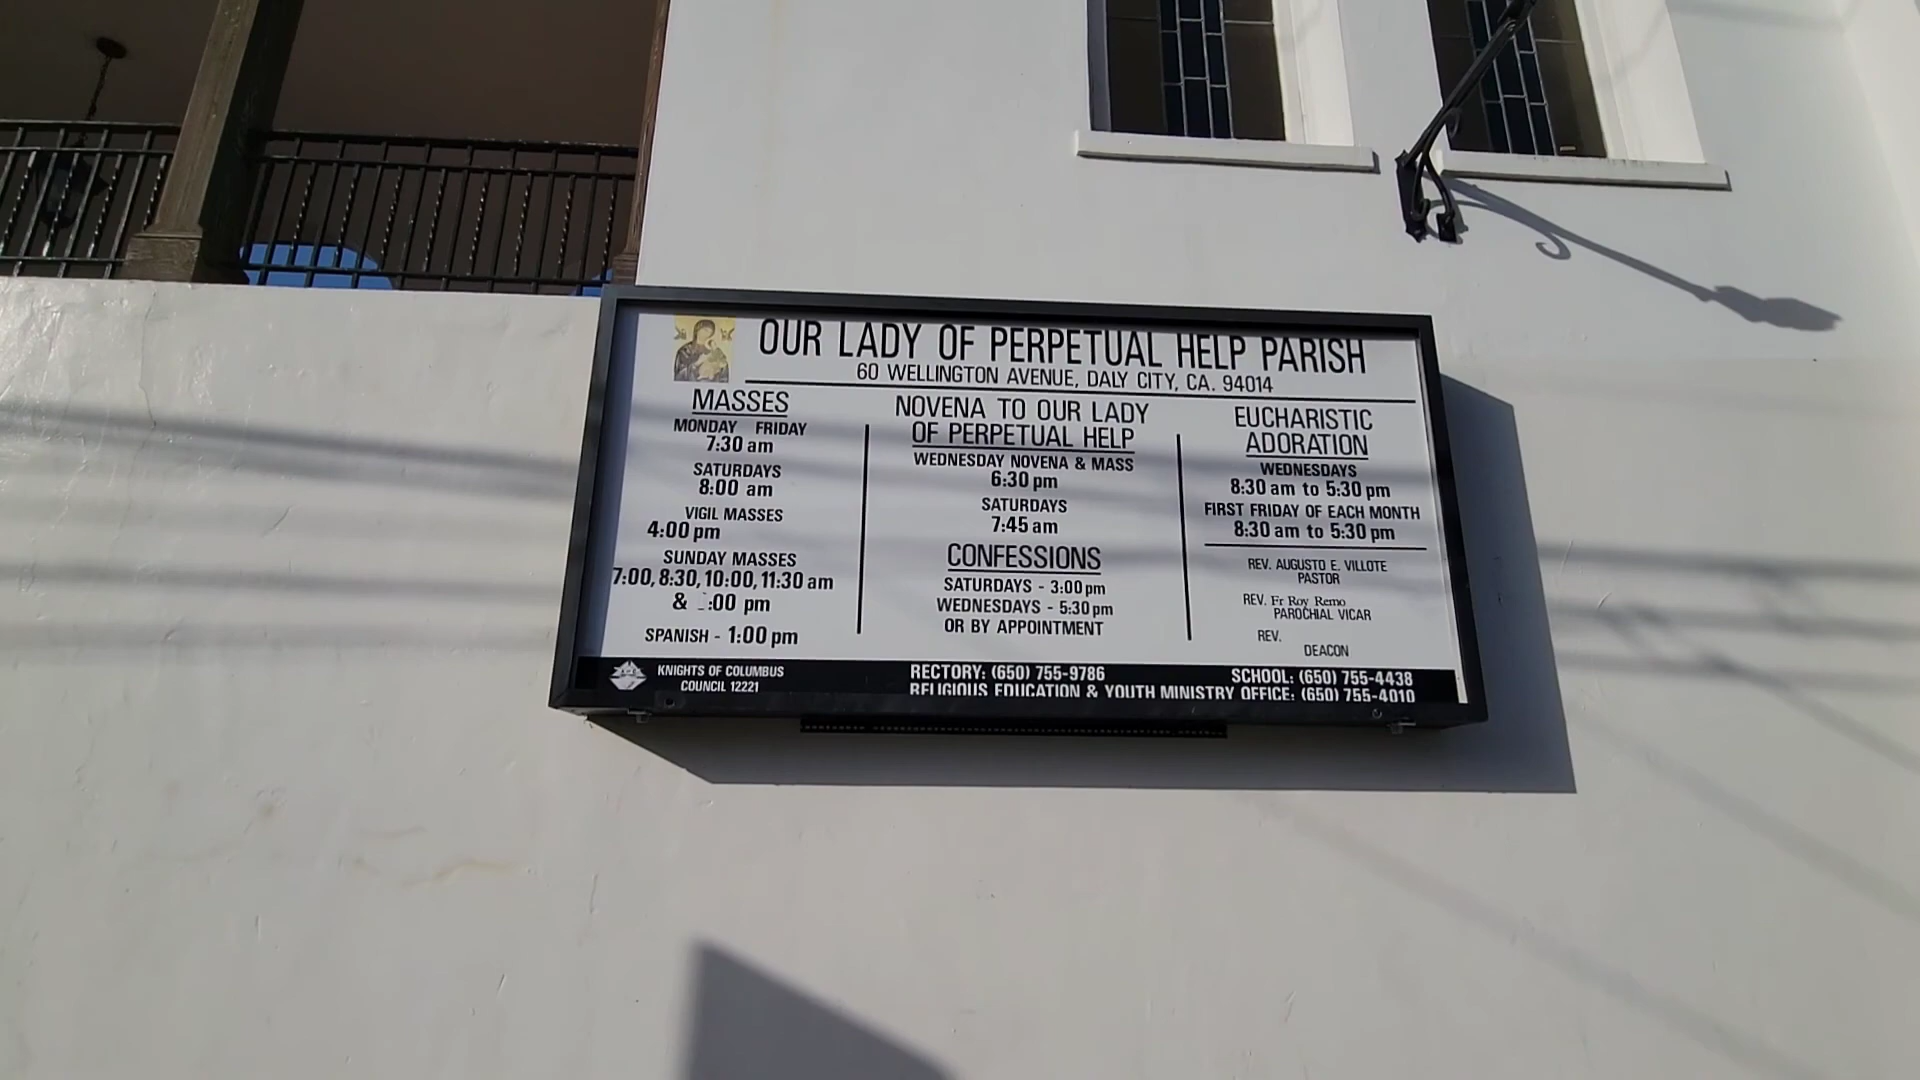 OUR LADY OF PERPETUAL HELP PARISH
60 WELLINGTON AVENUE, DALY CITY, CA. 94014
MASSES
MONDAY FRIDAY
7:30 am
SATURDAYS
8:00 am
VIGIL MASSES
4:00 pm
SUNDAY MASSES
7:00, 8:30, 10:00, 11:30 am
& :00 pm
SPANISH - 1:00 pm
NOVENA TO OUR LADY
OF PERPETUAL HELP
WEDNESDAY NOVENA & MASS
6:30 pm
SATURDAYS
7:45 am
CONFESSIONS
SATURDAYS - 3:00 pm
WEDNESDAYS - 5:30 pm
OR BY APPOINTMENT
EUCHARISTIC
ADORATION
WEDNESDAYS
8:30 am to 5:30 pm
FIRST FRIDAY OF EACH MONTH
8:30 am to 5:30 pm
REV. AUGUSTO E. VILLOTE
PASTOR
REV. Fr Roy Remo
PAROCHIAL VICAR
REV.
DEACON
KNIGHTS OF COLUMBUS
COUNCIL 12221
RECTORY: (650) 755-9786
SCHOOL: (650) 755-4438
RELIGIOUS EDUCATION & YOUTH MINISTRY OFFICE: (650) 755-4010